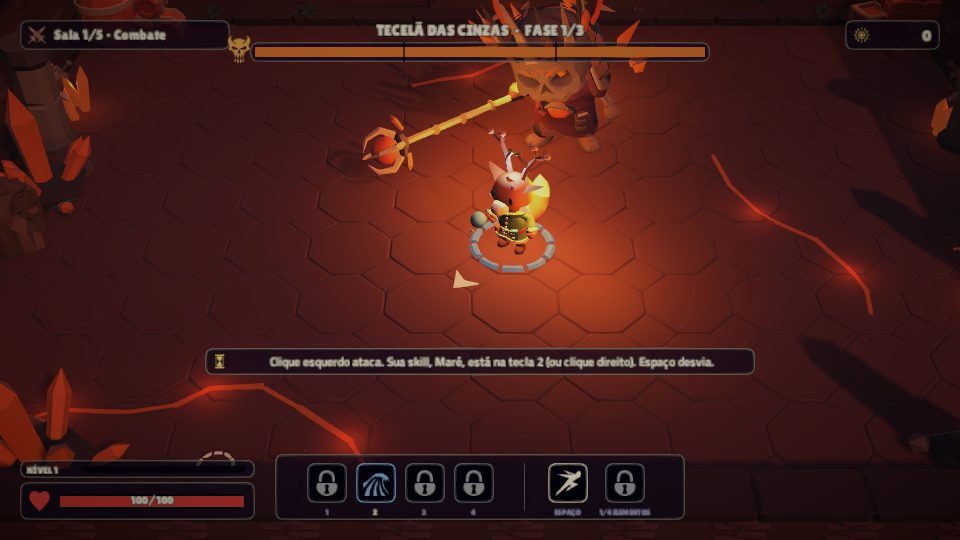 Sala 1/5 · Combate
TECELÃ DAS CINZAS · FASE 1/3
0
Clique esquerdo ataca. Sua skill, Maré, está na tecla 2 (ou clique direito). Espaço desvia.
NÍVEL 1
100/100
1
2
3
4
ESPAÇO
1/4 ELEMENTOS